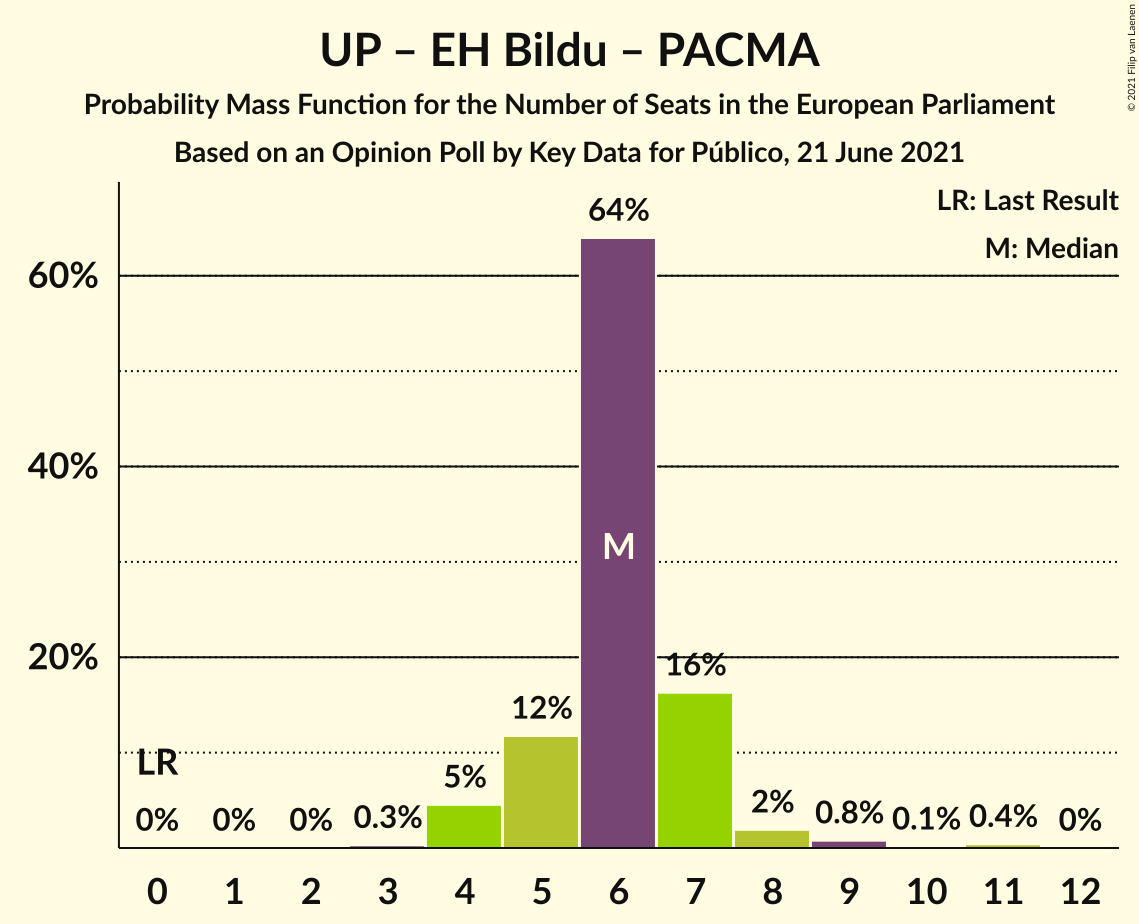 UP – EH Bildu – PACMA
Probability Mass Function for the Number of Seats in the European Parliament
Based on an Opinion Poll by Key Data for Público, 21 June 2021
© 2021 Filip van Laenen
LR: Last Result
M: Median
64%
60%
40%
M
20%
16%
12%
LR
5%
2%
0% 0% 0% 0.3% 0.8% 0.1% 0.4% 0%
0 1 2 3 4 5 6 7 8 9 10 11 12